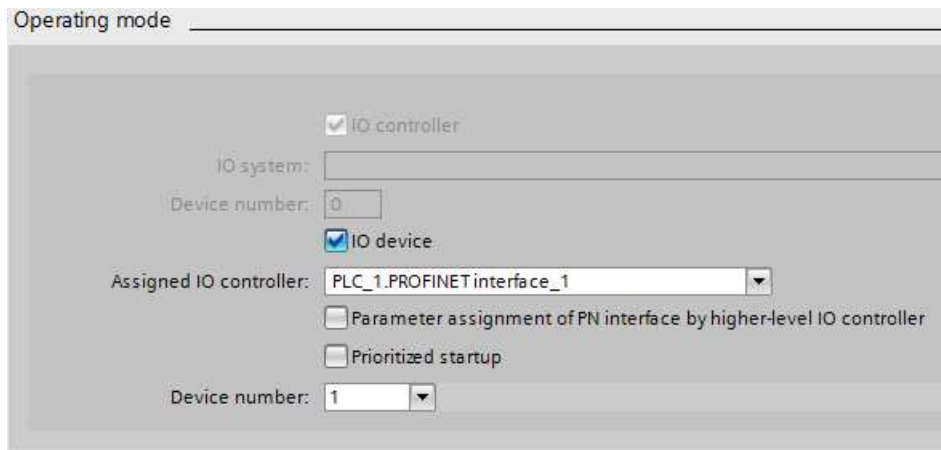 Operating mode
IO controller
IO system:
Device number: 0
IO device
Assigned IO controller: PLC_1.PROFINET interface_1
Parameter assignment of PN interface by higher-level IO controller
Prioritized startup
Device number: 1